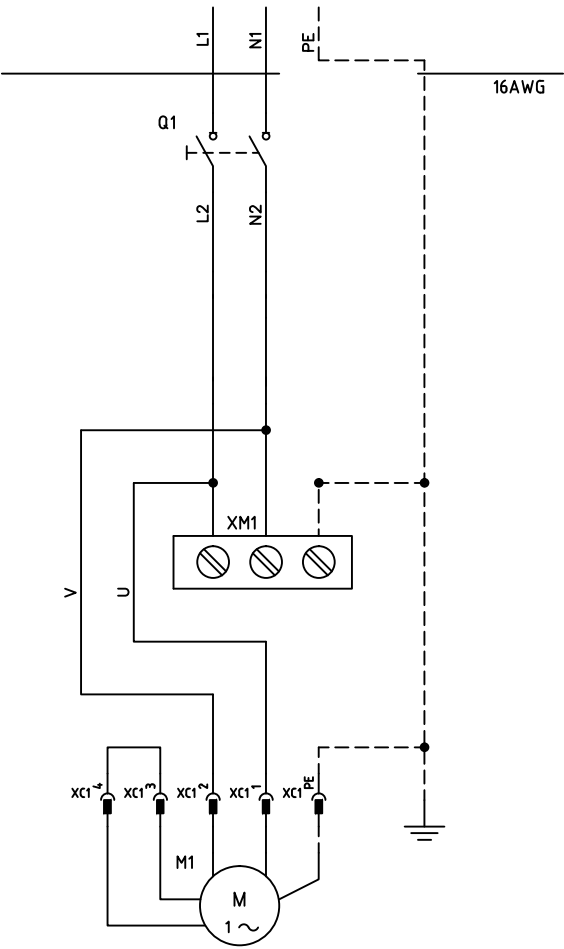 L1 N1 PE
16AWG
Q1
L2 N2
XM1
V U
XC1 4 XC1 3 XC1 2 XC1 1 XC1 PE
M1
M
1 ~